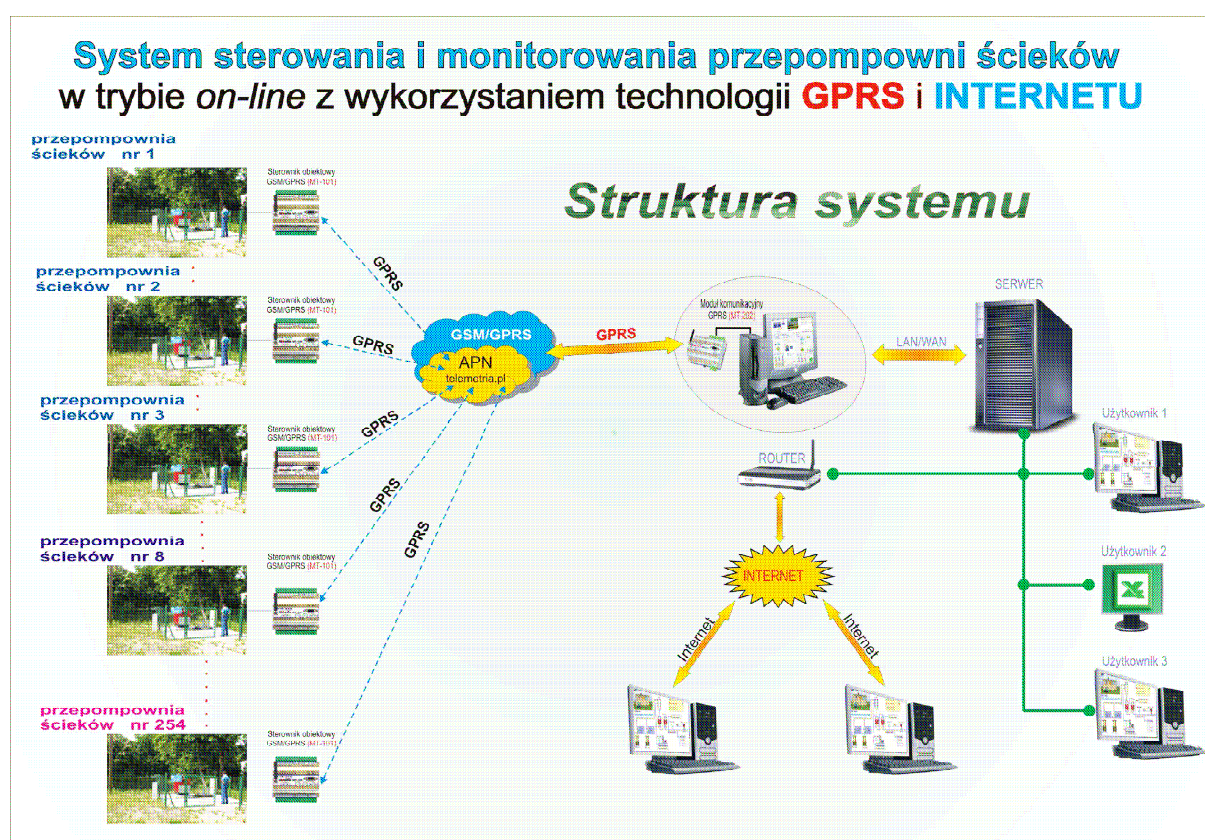 System sterowania i monitorowania przepompowni ścieków
w trybie on-line z wykorzystaniem technologii GPRS i INTERNETU
Struktura systemu
przepompownia
ścieków nr 1
Sterownik obiektowy
GSM/GPRS (MT-101)
GPRS
przepompownia
ścieków nr 2
Sterownik obiektowy
GSM/GPRS (MT-101)
GPRS
przepompownia
ścieków nr 3
Sterownik obiektowy
GSM/GPRS (MT-101)
GPRS
przepompownia
ścieków nr 8
Sterownik obiektowy
GSM/GPRS (MT-101)
GPRS
przepompownia
ścieków nr 254
Sterownik obiektowy
GSM/GPRS (MT-101)
GPRS
GSM/GPRS
APN
telemetria.pl
GPRS
Moduł komunikacyjny
GPRS (MT-202)
LAN/WAN
SERWER
ROUTER
INTERNET
Internet
Internet
Użytkownik 1
Użytkownik 2
Użytkownik 3